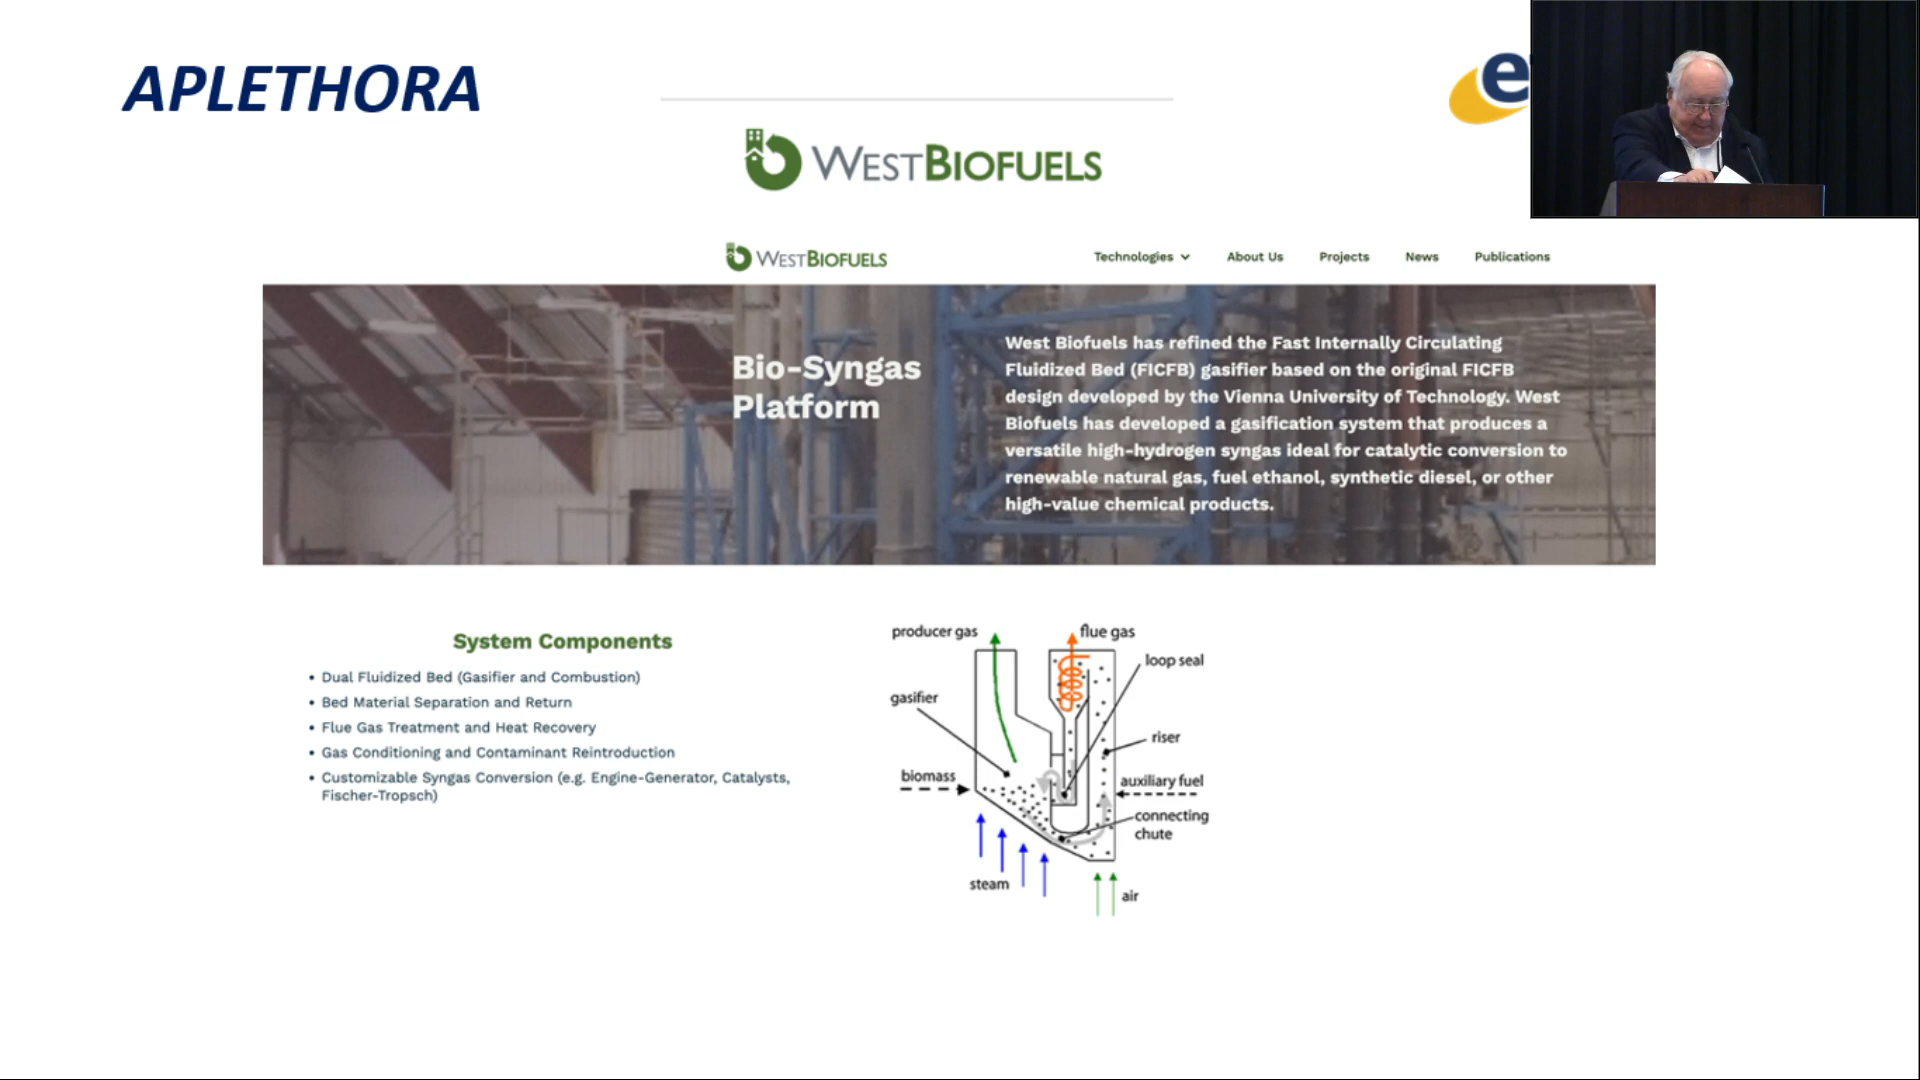 APLETHORA
e
WESTBIOFUELS
WESTBIOFUELS
Technologies
About Us
Projects
News
Publications
Bio-Syngas
Platform
West Biofuels has refined the Fast Internally Circulating
Fluidized Bed (FICFB) gasifier based on the original FICFB
design developed by the Vienna University of Technology. West
Biofuels has developed a gasification system that produces a
versatile high-hydrogen syngas ideal for catalytic conversion to
renewable natural gas, fuel ethanol, synthetic diesel, or other
high-value chemical products.
System Components
• Dual Fluidized Bed (Gasifier and Combustion)
• Bed Material Separation and Return
• Flue Gas Treatment and Heat Recovery
• Gas Conditioning and Contaminant Reintroduction
• Customizable Syngas Conversion (e.g. Engine-Generator, Catalysts,
Fischer-Tropsch)
producer gas
flue gas
loop seal
gasifier
riser
biomass
auxiliary fuel
connecting
chute
steam
air